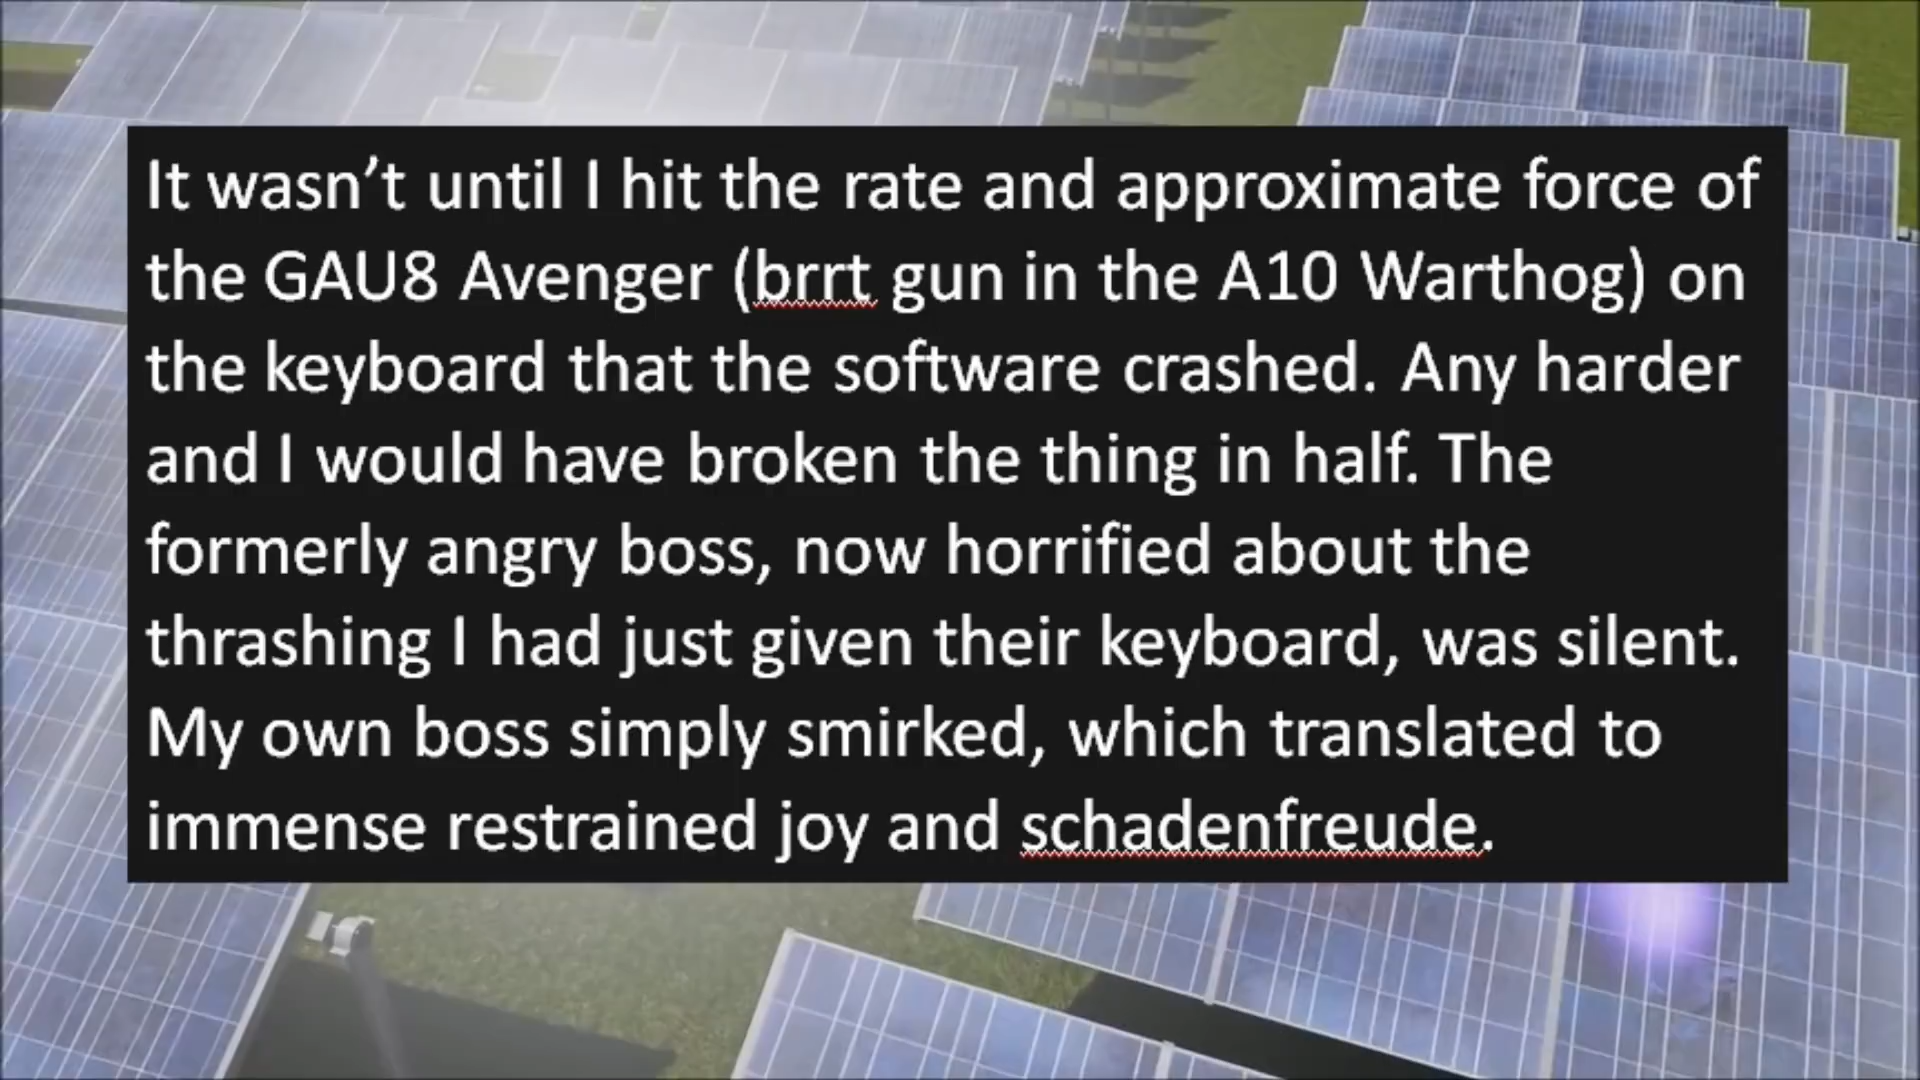 It wasn’t until I hit the rate and approximate force of
the GAU8 Avenger (brrt gun in the A10 Warthog) on
the keyboard that the software crashed. Any harder
and I would have broken the thing in half. The
formerly angry boss, now horrified about the
thrashing I had just given their keyboard, was silent.
My own boss simply smirked, which translated to
immense restrained joy and schadenfreude.